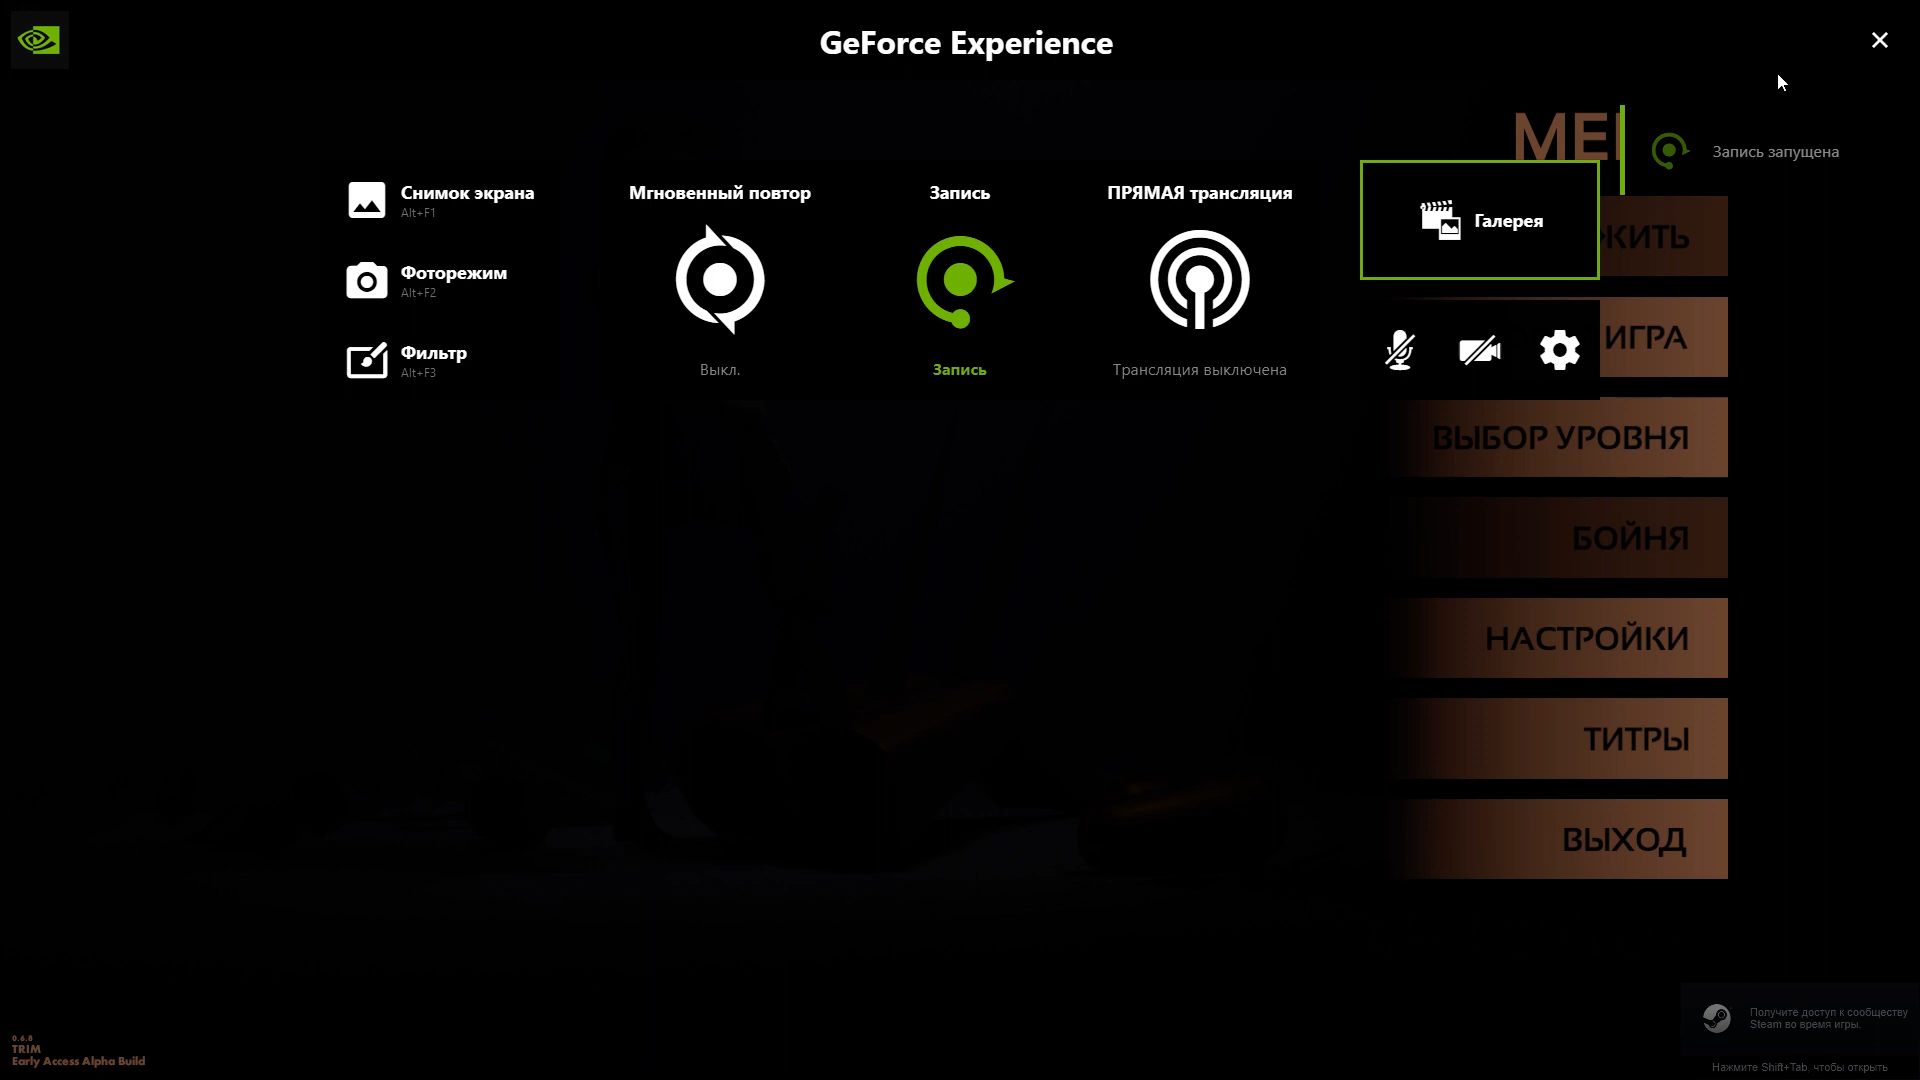 GeForce Experience
МЕ
Запись запущена
Снимок экрана
Alt+F1
Фоторежим
Alt+F2
Фильтр
Alt+F3
Мгновенный повтор
Выкл.
Запись
Запись
ПРЯМАЯ трансляция
Трансляция выключена
Галерея
ЖИТЬ
ИГРА
ВЫБОР УРОВНЯ
БОЙНЯ
НАСТРОЙКИ
ТИТРЫ
ВЫХОД
0.6.8
TRIM
Early Access Alpha Build
Получите доступ к сообществу
Steam во время игры.
Нажмите Shift+Tab, чтобы открыть